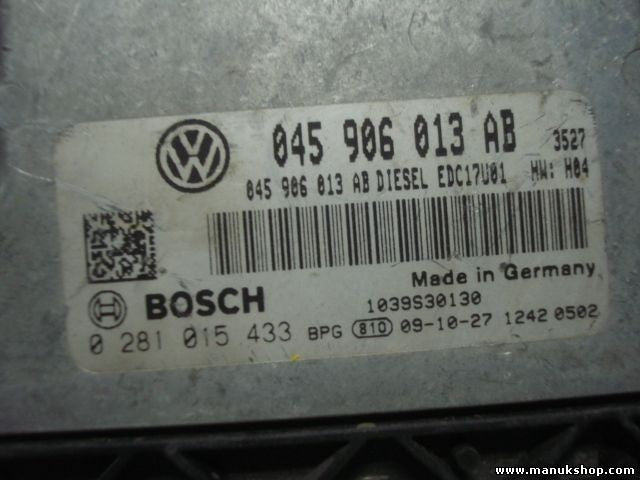 VW 045 906 013 AB 3527
045 906 013 AB DIESEL EDC17U01 HW: H04
Made in Germany
BOSCH 1039S30130
0 281 015 433 BPG 810 09-10-27 1242 0502
www.manukshop.com